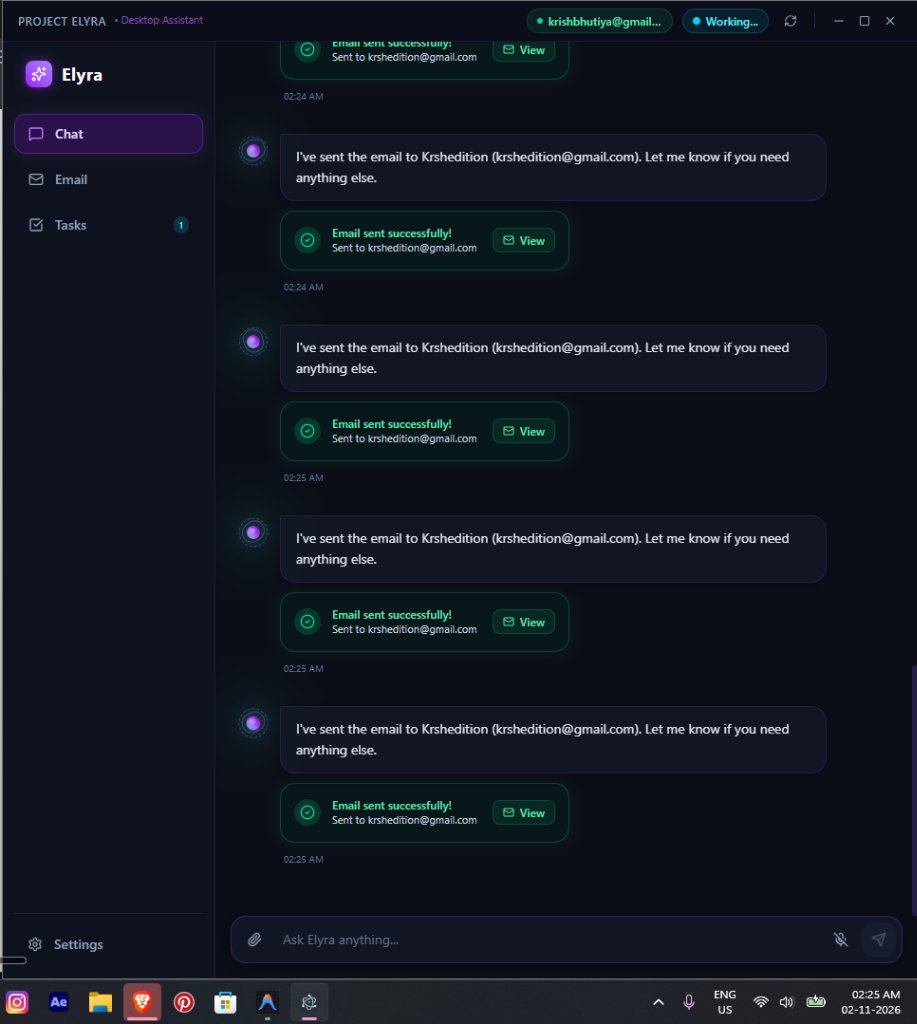 PROJECT ELYRA • Desktop Assistant
krishbhutiya@gmail...
Working...
Elyra
Chat
Email
Tasks
1
Settings
Email sent successfully!
Sent to krshedition@gmail.com
View
02:24 AM
I've sent the email to Krshedition (krshedition@gmail.com). Let me know if you need
anything else.
Email sent successfully!
Sent to krshedition@gmail.com
View
02:24 AM
I've sent the email to Krshedition (krshedition@gmail.com). Let me know if you need
anything else.
Email sent successfully!
Sent to krshedition@gmail.com
View
02:25 AM
I've sent the email to Krshedition (krshedition@gmail.com). Let me know if you need
anything else.
Email sent successfully!
Sent to krshedition@gmail.com
View
02:25 AM
I've sent the email to Krshedition (krshedition@gmail.com). Let me know if you need
anything else.
Email sent successfully!
Sent to krshedition@gmail.com
View
02:25 AM
Ask Elyra anything...
Ae
ENG
US
02:25 AM
02-11-2026